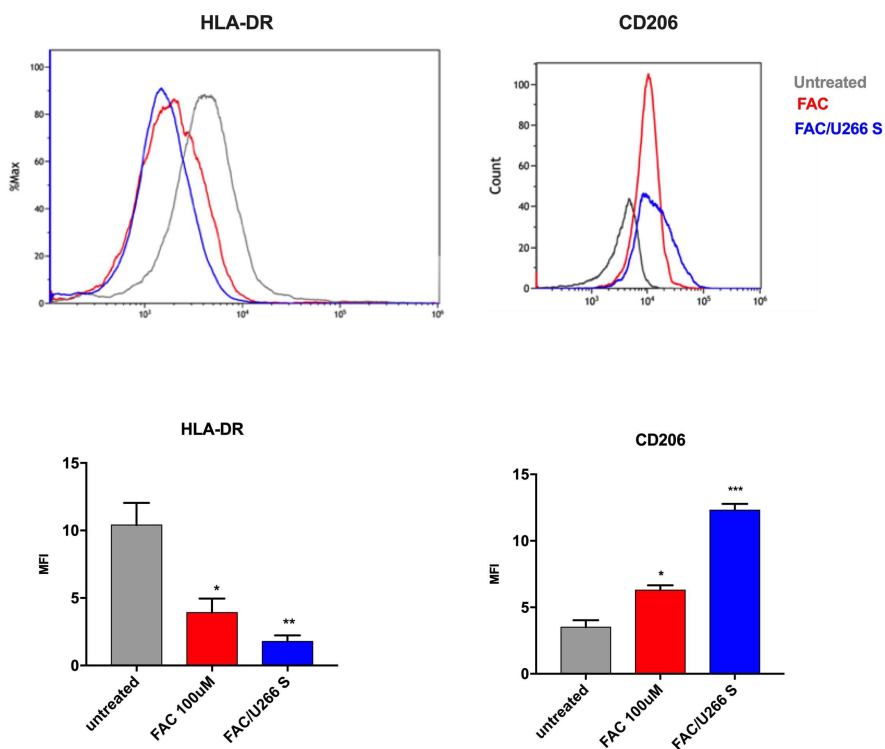 HLA-DR
CD206
%Max
100
80
60
40
20
0
10³
10⁴
10⁵
10⁶
Count
100
80
60
40
20
0
10³
10⁴
10⁵
10⁶
Untreated
FAC
FAC/U266 S
HLA-DR
MFI
15
10
5
0
*
**
untreated
FAC 100uM
FAC/U266 S
CD206
MFI
15
10
5
0
*
***
untreated
FAC 100uM
FAC/U266 S